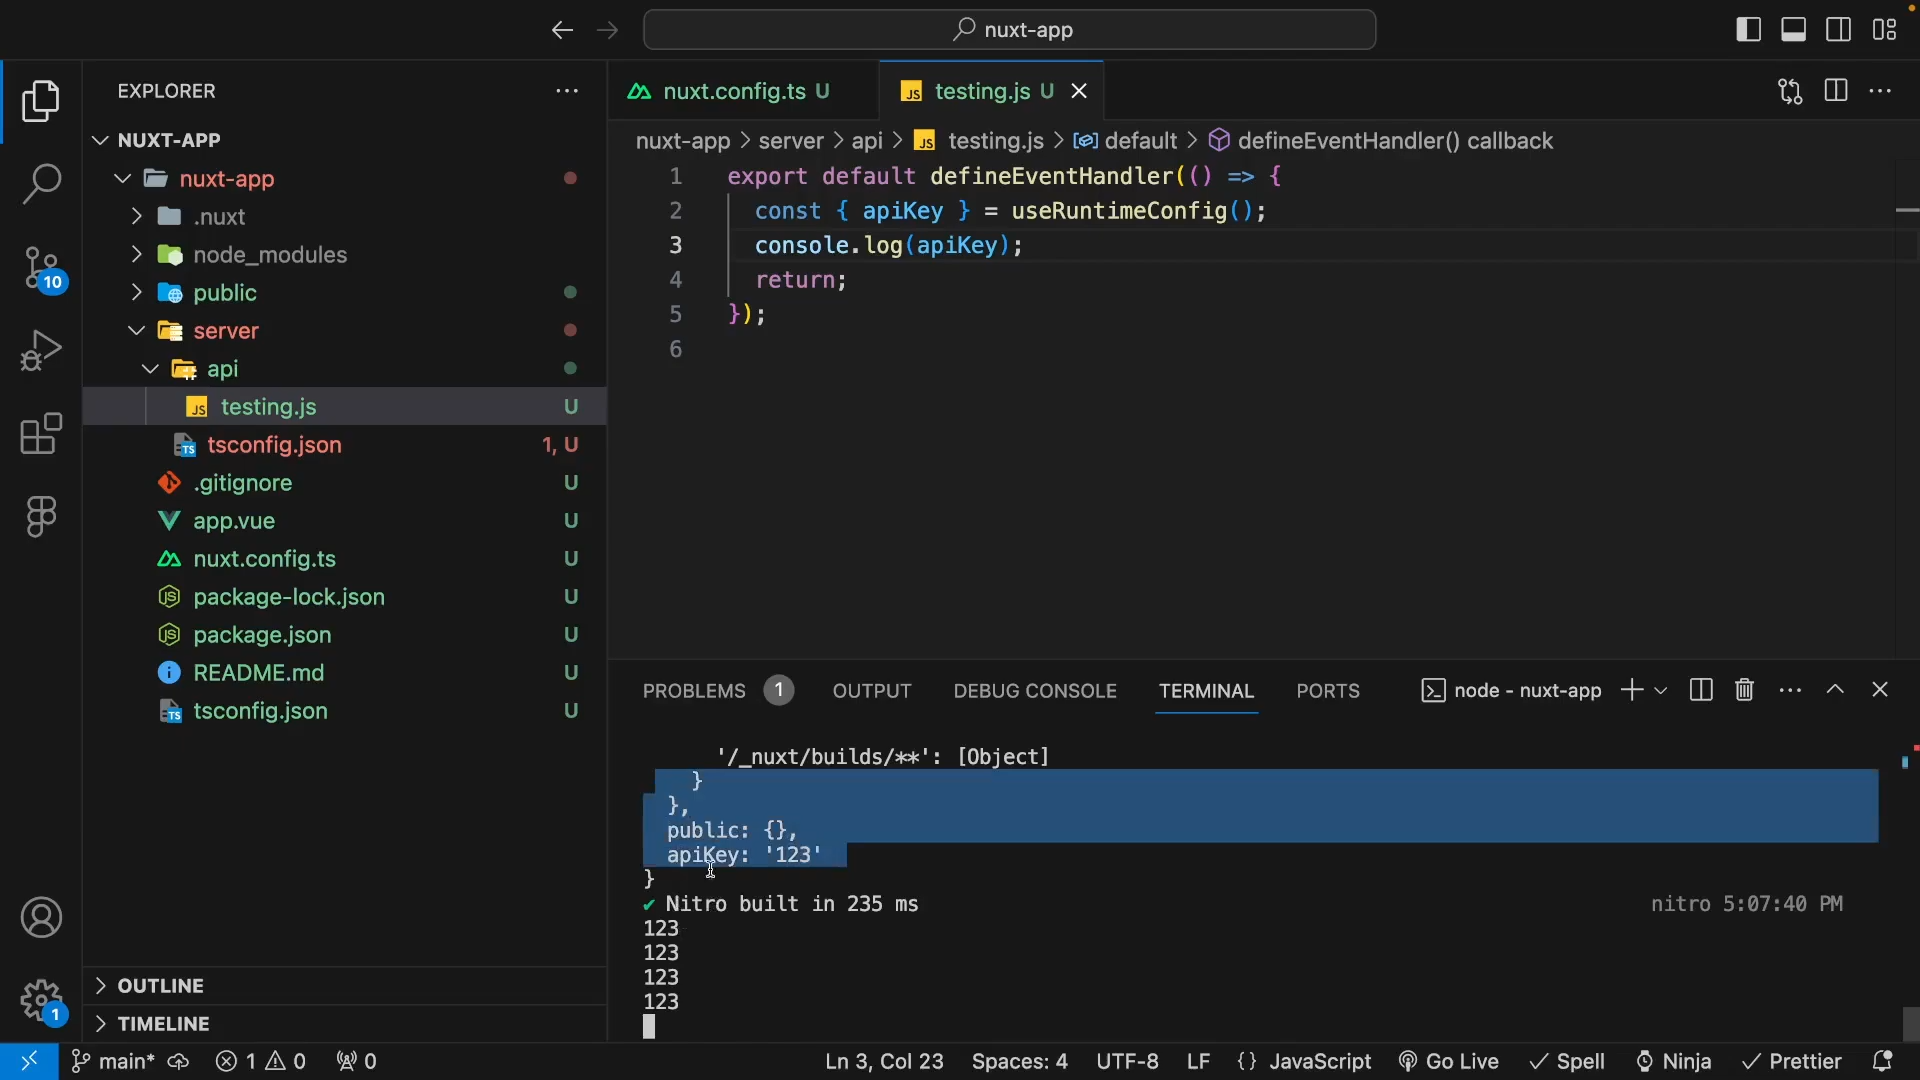 nuxt-app
EXPLORER
NUXT-APP
nuxt-app
.nuxt
node_modules
public
server
api
testing.js U
tsconfig.json 1, U
.gitignore U
app.vue U
nuxt.config.ts U
package-lock.json U
package.json U
README.md U
tsconfig.json U
OUTLINE
TIMELINE
10
1
nuxt.config.ts U
testing.js U
nuxt-app > server > api > testing.js > default > defineEventHandler() callback
1 export default defineEventHandler(() => {
2 const { apiKey } = useRuntimeConfig();
3 console.log(apiKey);
4 return;
5 });
6
PROBLEMS 1 OUTPUT DEBUG CONSOLE TERMINAL PORTS node - nuxt-app
'/_nuxt/builds/**': [Object]
}
},
public: {},
apiKey: '123'
}
✔ Nitro built in 235 ms nitro 5:07:40 PM
123
123
123
123
main* 1 0 0 Ln 3, Col 23 Spaces: 4 UTF-8 LF {} JavaScript Go Live Spell Ninja Prettier